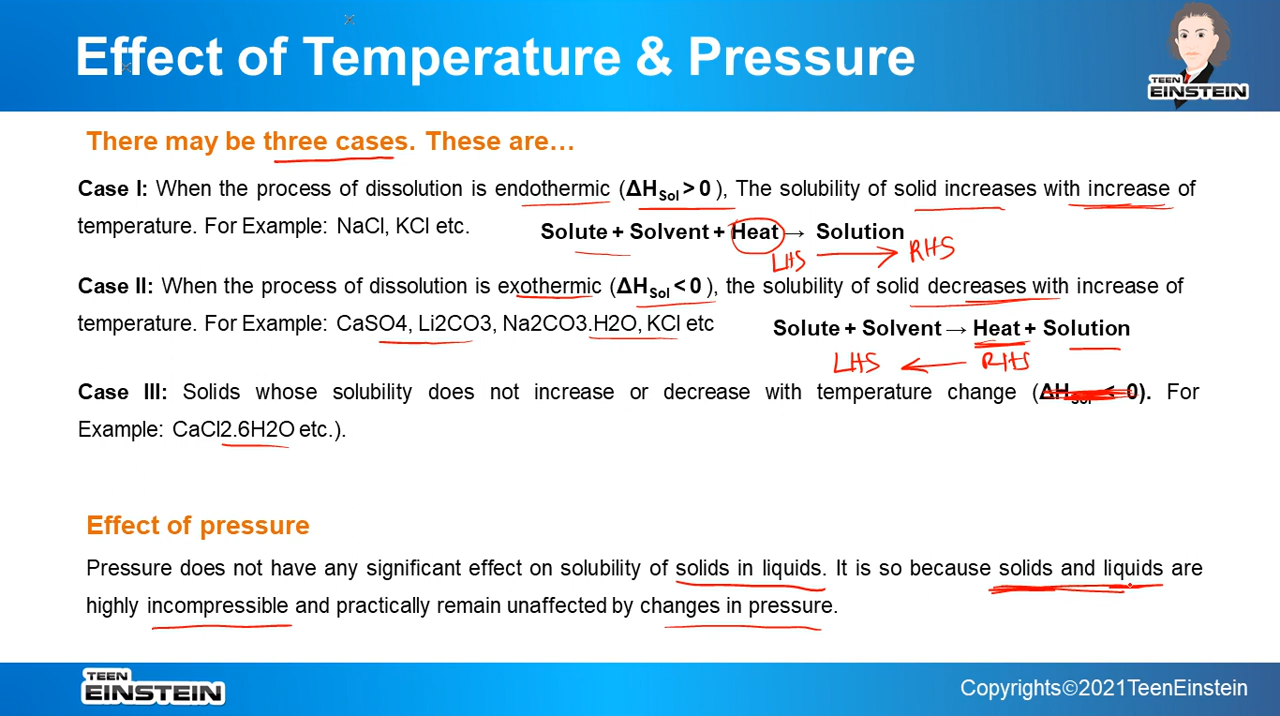 Effect of Temperature & Pressure
TEEN
EINSTEIN
There may be three cases. These are...
Case I: When the process of dissolution is endothermic (ΔHSol > 0 ), The solubility of solid increases with increase of
temperature. For Example: NaCl, KCl etc.
Solute + Solvent + Heat → Solution
LHS → RHS
Case II: When the process of dissolution is exothermic (ΔHSol < 0 ), the solubility of solid decreases with increase of
temperature. For Example: CaSO4, Li2CO3, Na2CO3.H2O, KCl etc
Solute + Solvent → Heat + Solution
LHS ← RHS
Case III: Solids whose solubility does not increase or decrease with temperature change (ΔHSol < 0). For
Example: CaCl2.6H2O etc.).
Effect of pressure
Pressure does not have any significant effect on solubility of solids in liquids. It is so because solids and liquids are
highly incompressible and practically remain unaffected by changes in pressure.
TEEN
EINSTEIN
Copyrights©2021TeenEinstein